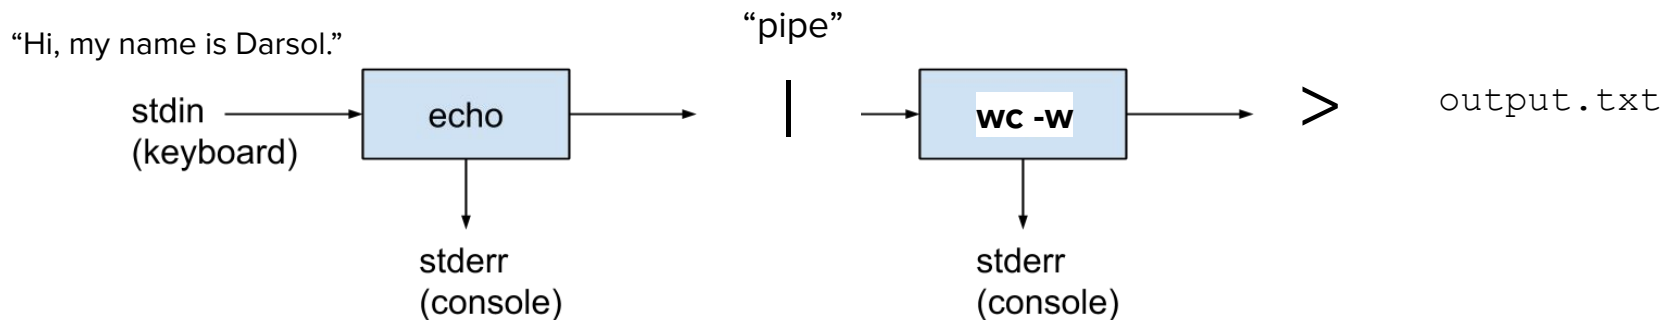 “Hi, my name is Darsol.”
“pipe”
stdin
(keyboard)
echo
|
wc -w
>
output.txt
stderr
(console)
stderr
(console)